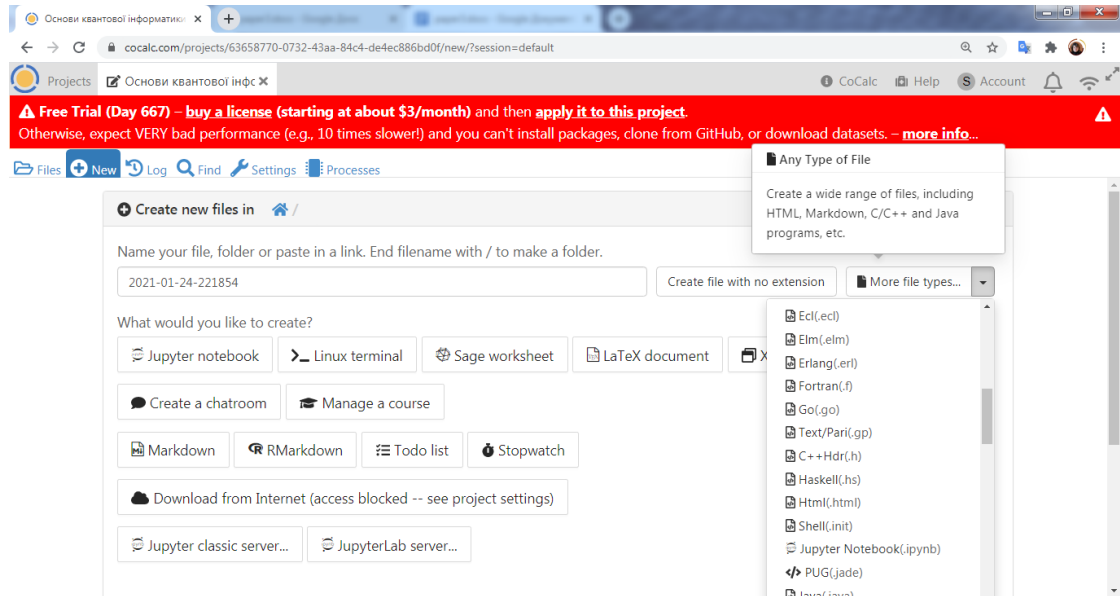 Основи квантової інформатики
cocalc.com/projects/63658770-0732-43aa-84c4-de4ec886bd0f/new/?session=default
Projects Основи квантової інфс CoCalc Help S Account
Free Trial (Day 667) – buy a license (starting at about $3/month) and then apply it to this project.
Otherwise, expect VERY bad performance (e.g., 10 times slower!) and you can't install packages, clone from GitHub, or download datasets. – more info...
Files New Log Find Settings Processes
Any Type of File
Create a wide range of files, including
HTML, Markdown, C/C++ and Java
programs, etc.
Create new files in /
Name your file, folder or paste in a link. End filename with / to make a folder.
2021-01-24-221854 Create file with no extension More file types...
What would you like to create?
Jupyter notebook Linux terminal Sage worksheet LaTeX document X
Create a chatroom Manage a course
Markdown RMarkdown Todo list Stopwatch
Download from Internet (access blocked -- see project settings)
Jupyter classic server... JupyterLab server...
Ecl(.ecl)
Elm(.elm)
Erlang(.erl)
Fortran(.f)
Go(.go)
Text/Pari(.gp)
C++Hdr(.h)
Haskell(.hs)
Html(.html)
Shell(.init)
Jupyter Notebook(.ipynb)
PUG(.jade)
Java(.java)